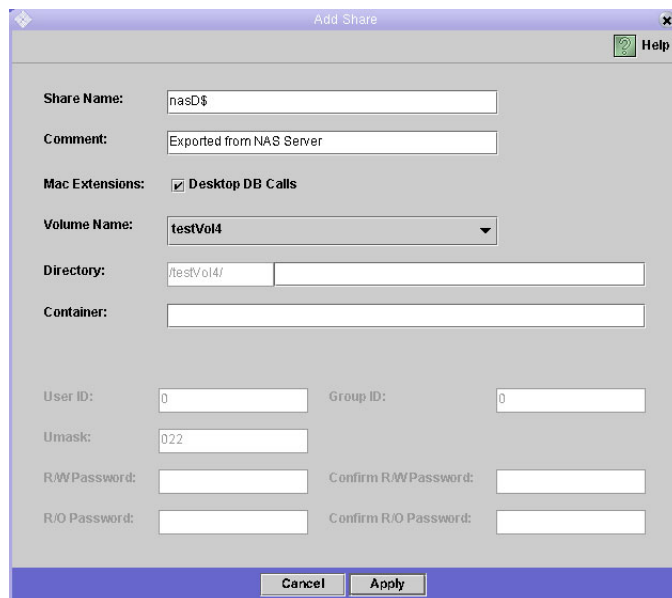 Add Share
Help
Share Name: nasD$
Comment: Exported from NAS Server
Mac Extensions: Desktop DB Calls
Volume Name: testVol4
Directory: /testVol4/
Container:
User ID: 0 Group ID: 0
Umask: 022
R/W Password: Confirm R/W Password:
R/O Password: Confirm R/O Password:
Cancel Apply